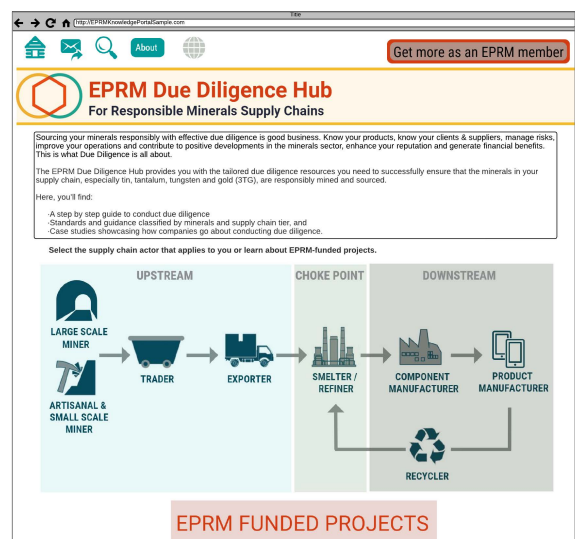 Title
http://EPRMKnowledgePortalSample.com
About
Get more as an EPRM member
EPRM Due Diligence Hub
For Responsible Minerals Supply Chains
Sourcing your minerals responsibly with effective due diligence is good business. Know your products, know your clients & suppliers, manage risks,
improve your operations and contribute to positive developments in the minerals sector, enhance your reputation and generate financial benefits.
This is what Due Diligence is all about.
The EPRM Due Diligence Hub provides you with the tailored due diligence resources you need to successfully ensure that the minerals in your
supply chain, especially tin, tantalum, tungsten and gold (3TG), are responsibly mined and sourced.
Here, you'll find:
·A step by step guide to conduct due diligence
·Standards and guidance classified by minerals and supply chain tier, and
·Case studies showcasing how companies go about conducting due diligence.
Select the supply chain actor that applies to you or learn about EPRM-funded projects.
UPSTREAM
CHOKE POINT
DOWNSTREAM
LARGE SCALE
MINER
ARTISANAL &
SMALL SCALE
MINER
TRADER
EXPORTER
SMELTER /
REFINER
COMPONENT
MANUFACTURER
PRODUCT
MANUFACTURER
RECYCLER
EPRM FUNDED PROJECTS